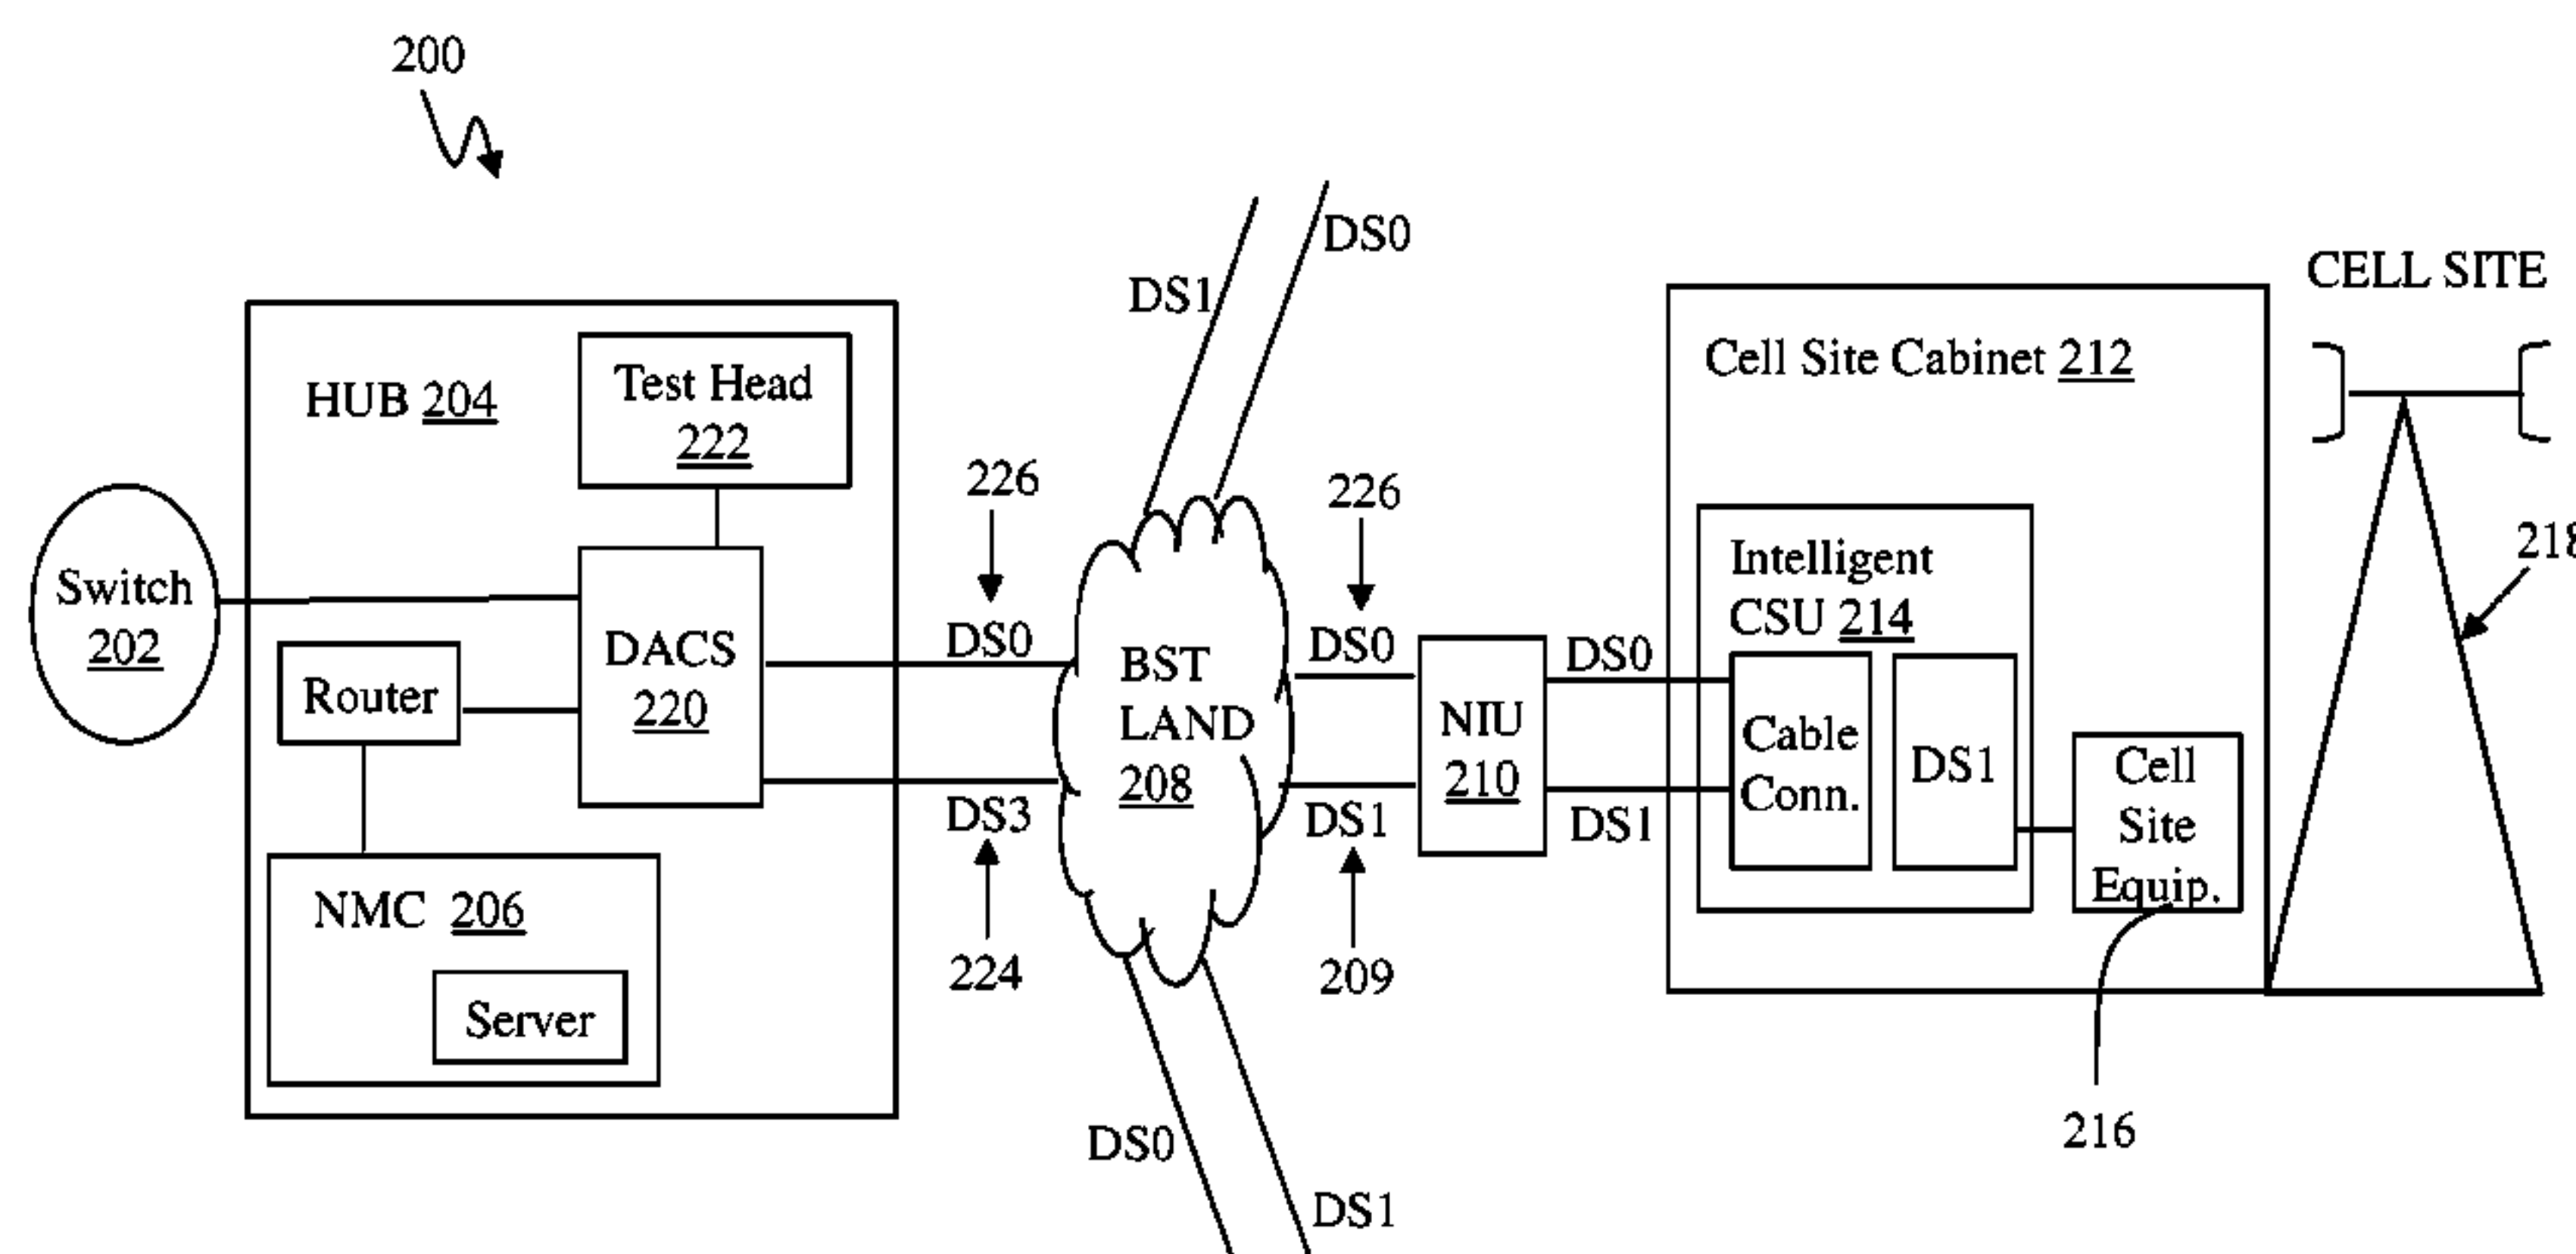 200
DS0
DS1
CELL SITE
HUB 204
Test Head
222
Cell Site Cabinet 212
226
226
Switch
202
Router
DACS
220
DS0
DS3
224
BST
LAND
208
DS0
DS1
209
NIU
210
DS0
DS1
Intelligent
CSU 214
Cable
Conn.
DS1
Cell
Site
Equip.
218
NMC 206
Server
216
DS0
DS1